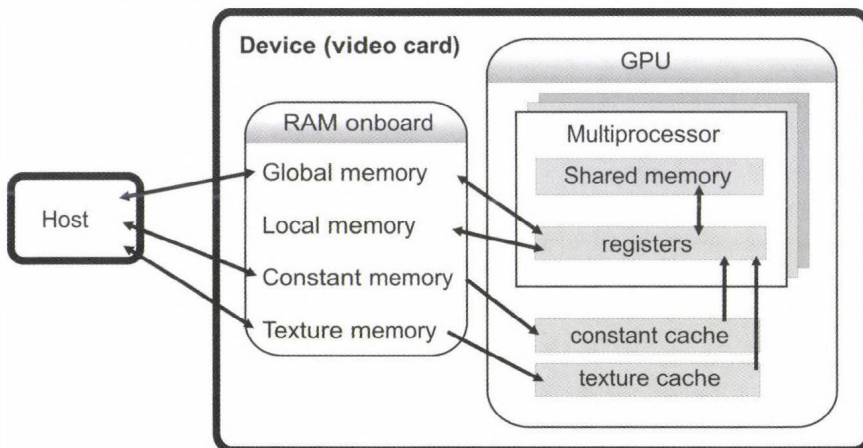 Device (video card)
GPU
RAM onboard
Multiprocessor
Global memory
Shared memory
Host
Local memory
registers
Constant memory
Texture memory
constant cache
texture cache